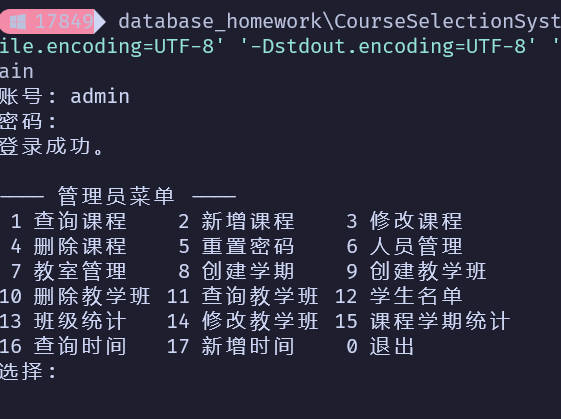 17849 database_homework\CourseSelectionSyst
ile.encoding=UTF-8' '-Dstdout.encoding=UTF-8' '
ain
账号: admin
密码:
登录成功。
—— 管理员菜单 ——
1 查询课程 2 新增课程 3 修改课程
4 删除课程 5 重置密码 6 人员管理
7 教室管理 8 创建学期 9 创建教学班
10 删除教学班 11 查询教学班 12 学生名单
13 班级统计 14 修改教学班 15 课程学期统计
16 查询时间 17 新增时间 0 退出
选择: